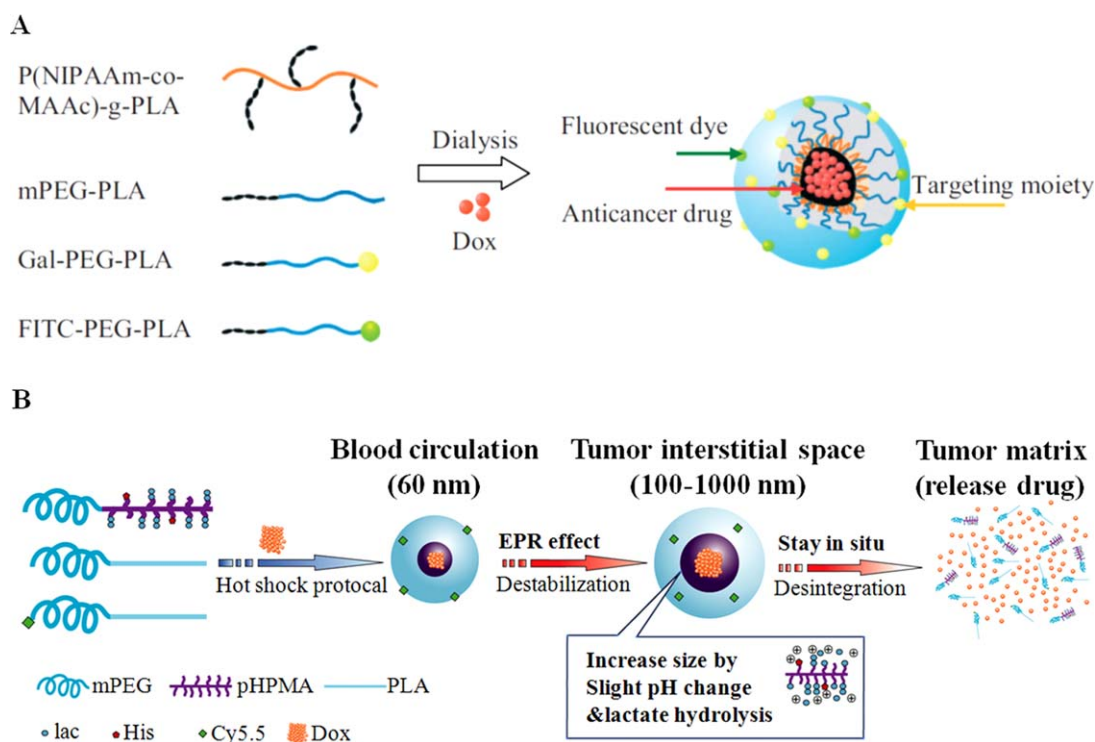 A
P(NIPAAm-co-
MAAc)-g-PLA
mPEG-PLA
Gal-PEG-PLA
FITC-PEG-PLA
Dialysis
Dox
Fluorescent dye
Anticancer drug
Targeting moiety
B
Blood circulation
(60 nm)
Tumor interstitial space
(100-1000 nm)
Tumor matrix
(release drug)
Hot shock protocal
EPR effect
Destabilization
Stay in situ
Desintegration
Increase size by
Slight pH change
&lactate hydrolysis
mPEG pHPMA PLA
lac His Cy5.5 Dox